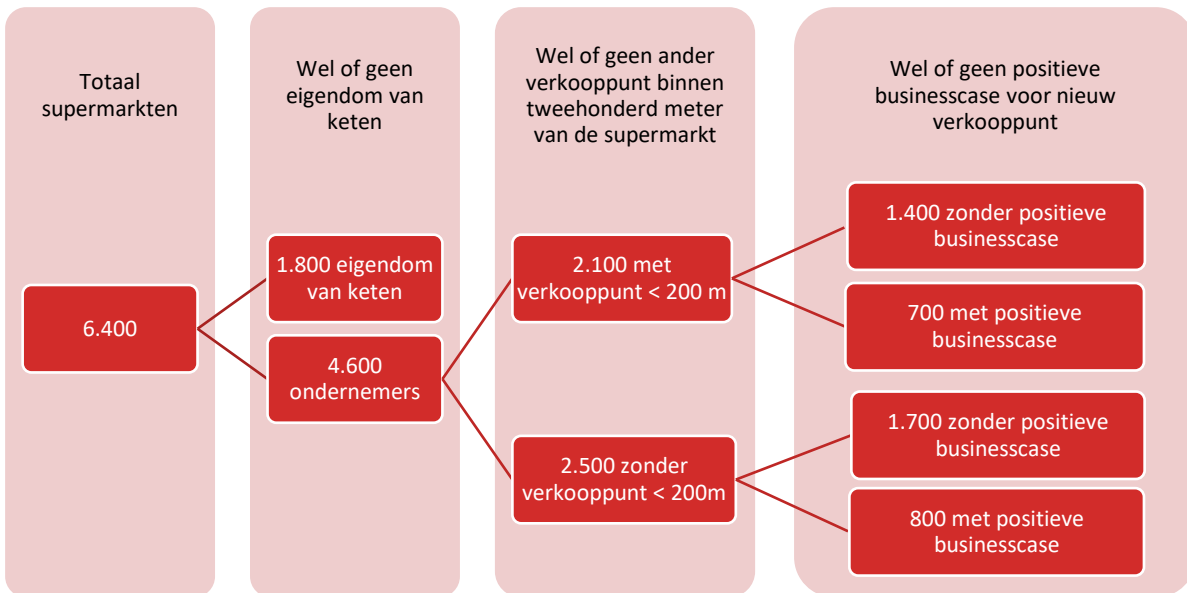 Totaal
supermarkten
Wel of geen
eigendom van
keten
Wel of geen ander
verkooppunt binnen
tweehonderd meter
van de supermarkt
Wel of geen positieve
businesscase voor nieuw
verkooppunt
6.400
1.800 eigendom
van keten
4.600
ondernemers
2.100 met
verkooppunt < 200 m
2.500 zonder
verkooppunt < 200m
1.400 zonder positieve
businesscase
700 met positieve
businesscase
1.700 zonder positieve
businesscase
800 met positieve
businesscase